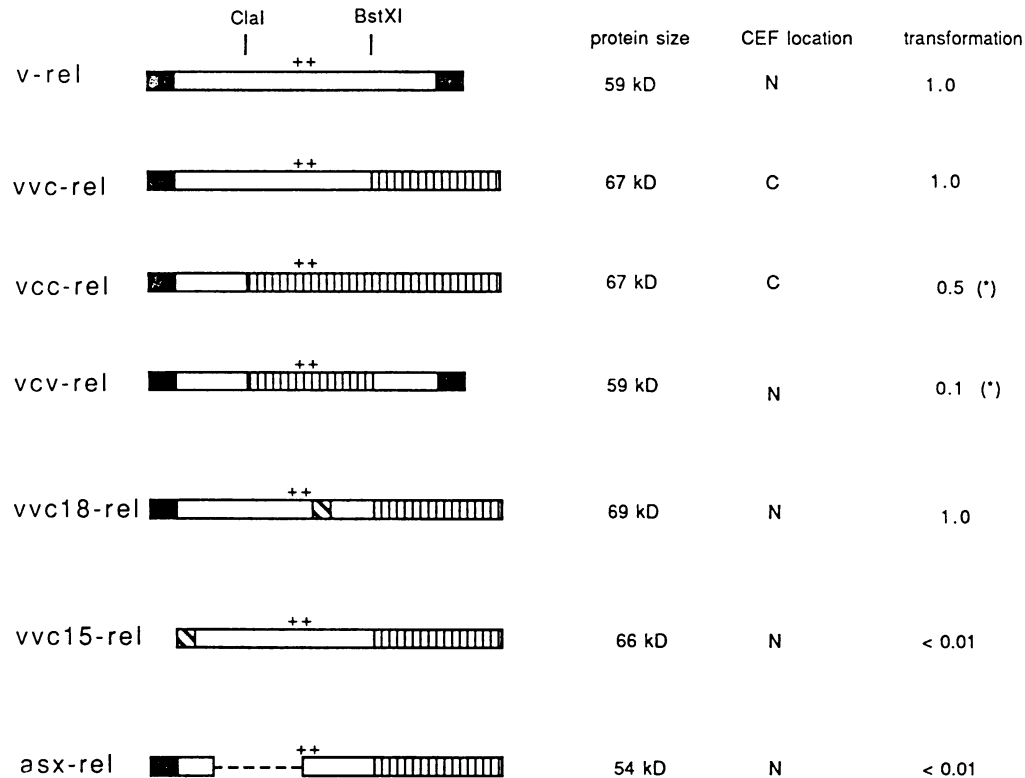 ClaI BstXI
protein size CEF location transformation
v-rel ++ 59 kD N 1.0
vvc-rel ++ 67 kD C 1.0
vcc-rel ++ 67 kD C 0.5 (*)
vcv-rel ++ 59 kD N 0.1 (*)
vvc18-rel ++ 69 kD N 1.0
vvc15-rel ++ 66 kD N < 0.01
asx-rel ++ 54 kD N < 0.01